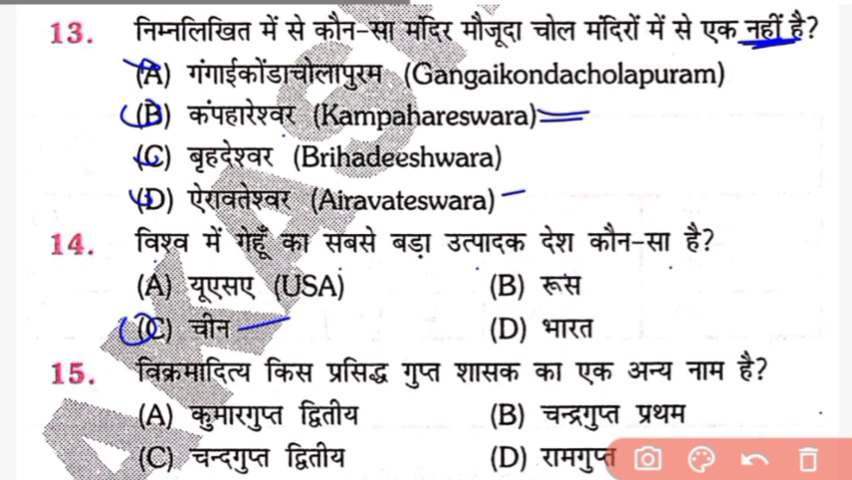 13. निम्नलिखित में से कौन-सा मंदिर मौजूदा चोल मंदिरों में से एक नहीं है?
(A) गंगाईकोंडाचोलापुरम (Gangaikondacholapuram)
(B) कंपहारेश्वर (Kampahareswara)
(C) बृहदेश्वर (Brihadeeshwara)
(D) ऐरावतेश्वर (Airavateswara)
14. विश्व में गेहूँ का सबसे बड़ा उत्पादक देश कौन-सा है?
(A) यूएसए (USA) (B) रूस
(C) चीन (D) भारत
15. विक्रमादित्य किस प्रसिद्ध गुप्त शासक का एक अन्य नाम है?
(A) कुमारगुप्त द्वितीय (B) चन्द्रगुप्त प्रथम
(C) चन्दगुप्त द्वितीय (D) रामगुप्त